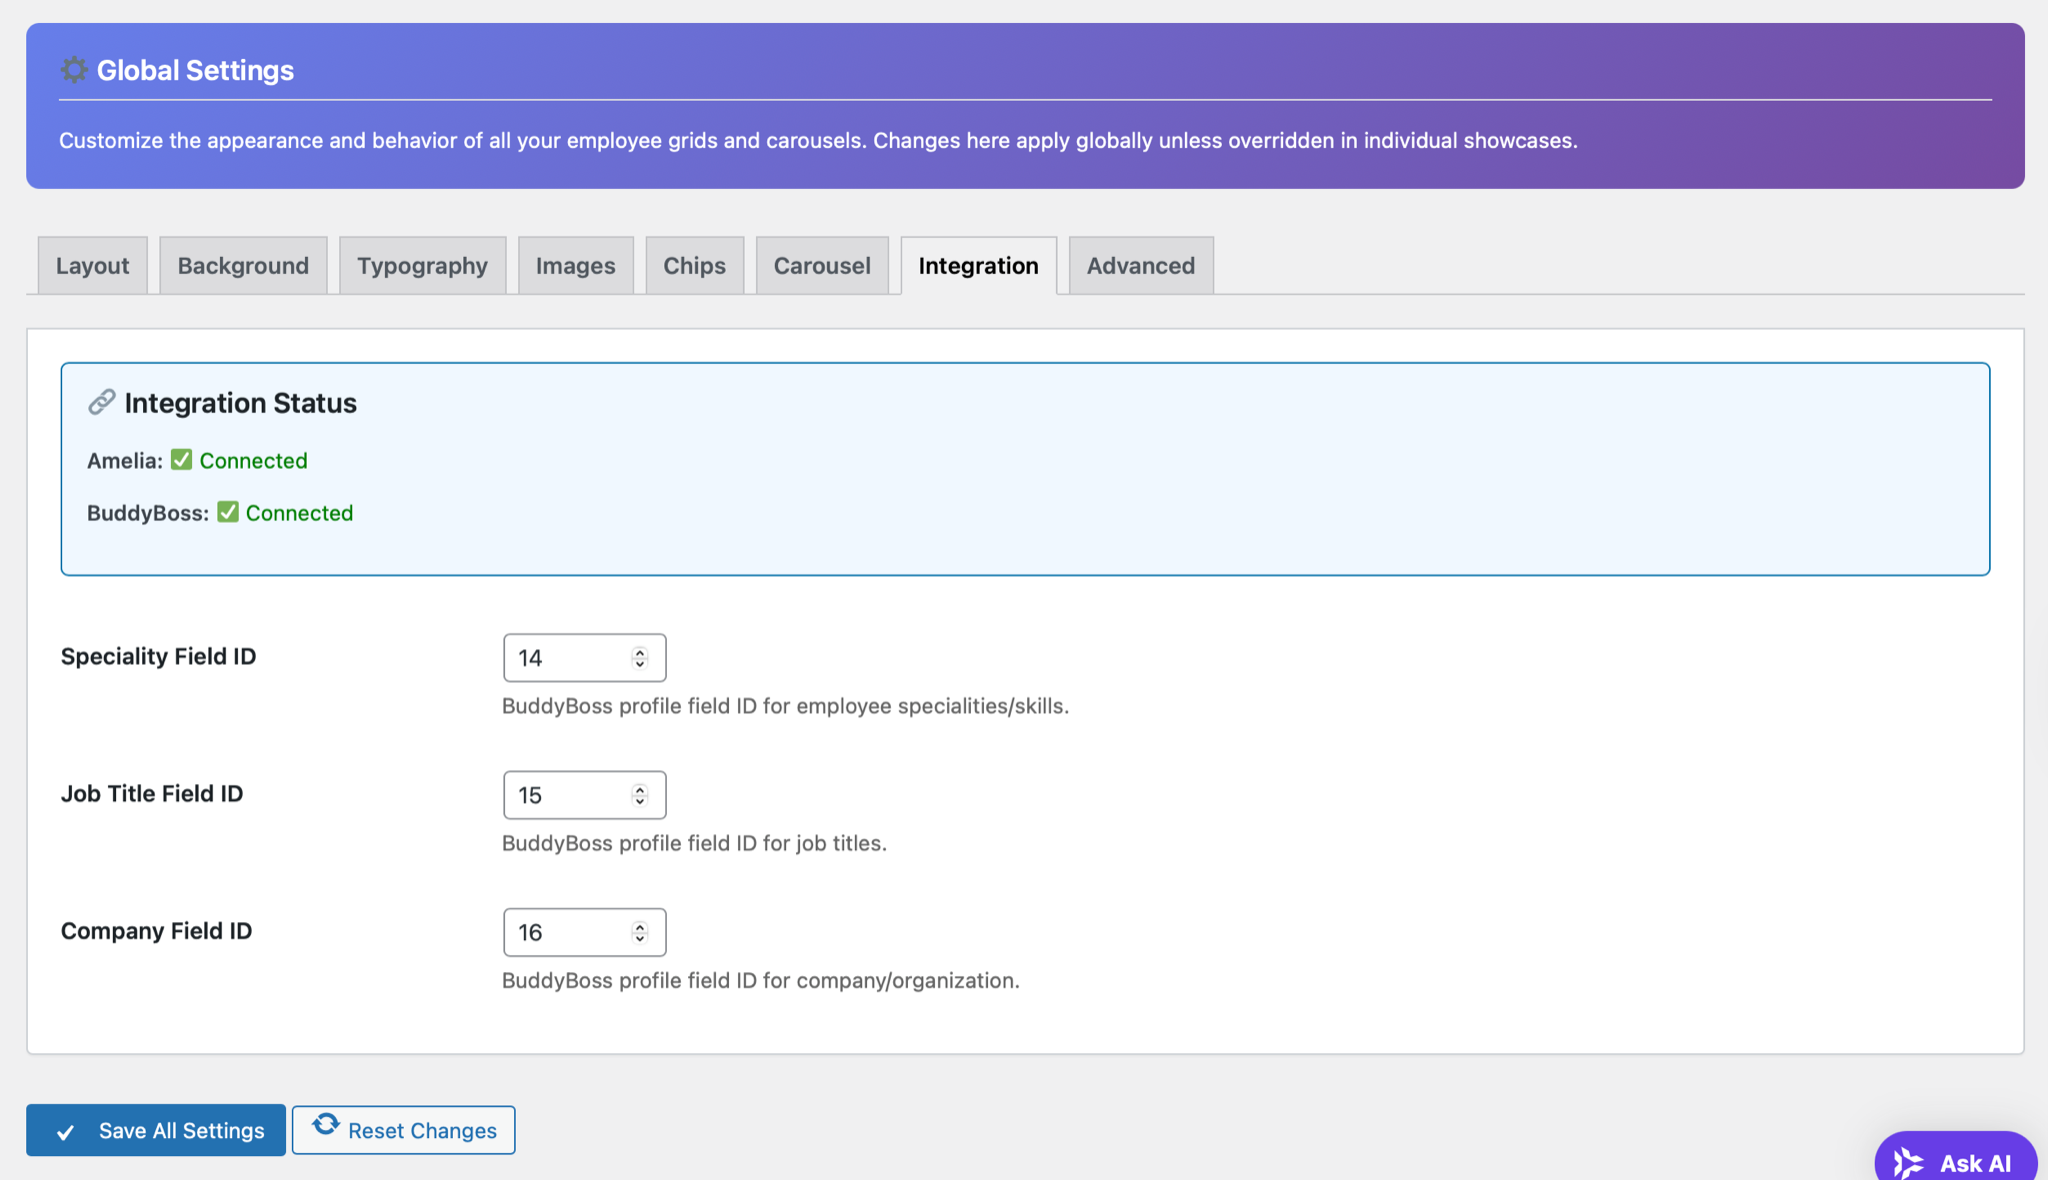 Global Settings
Customize the appearance and behavior of all your employee grids and carousels. Changes here apply globally unless overridden in individual showcases.
Layout
Background
Typography
Images
Chips
Carousel
Integration
Advanced
Integration Status
Amelia: ✅ Connected
BuddyBoss: ✅ Connected
Speciality Field ID
14
BuddyBoss profile field ID for employee specialities/skills.
Job Title Field ID
15
BuddyBoss profile field ID for job titles.
Company Field ID
16
BuddyBoss profile field ID for company/organization.
Save All Settings
Reset Changes
Ask AI